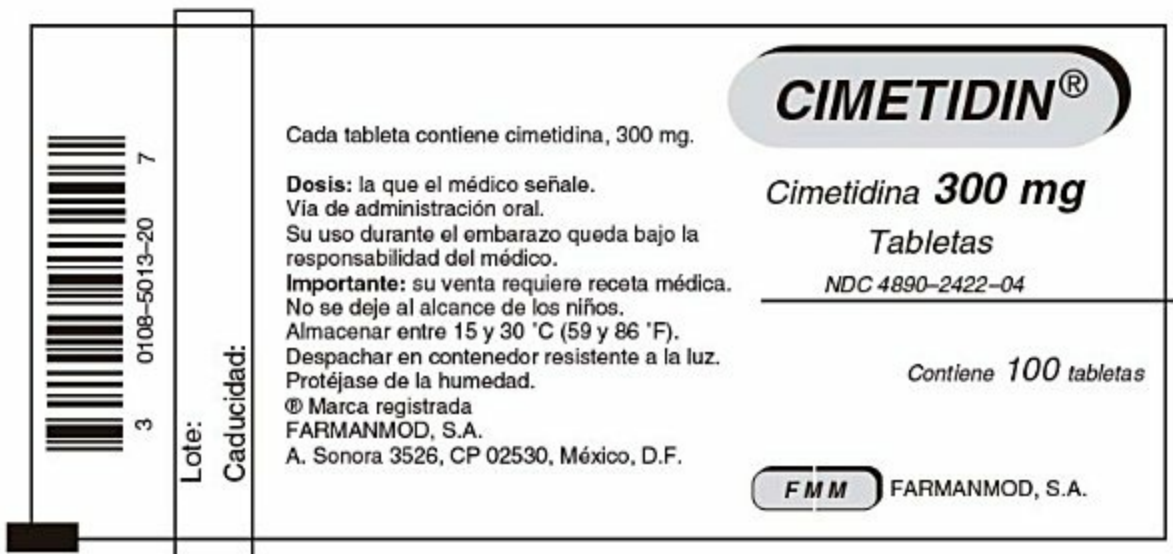 3 0108–5013–20 7
Lote:
Caducidad:
Cada tableta contiene cimetidina, 300 mg.
Dosis: la que el médico señale.
Vía de administración oral.
Su uso durante el embarazo queda bajo la
responsabilidad del médico.
Importante: su venta requiere receta médica.
No se deje al alcance de los niños.
Almacenar entre 15 y 30 ˚C (59 y 86 ˚F).
Despachar en contenedor resistente a la luz.
Protéjase de la humedad.
® Marca registrada
FARMANMOD, S.A.
A. Sonora 3526, CP 02530, México, D.F.
CIMETIDIN®
Cimetidina 300 mg
Tabletas
NDC 4890–2422–04
Contiene 100 tabletas
FMM FARMANMOD, S.A.